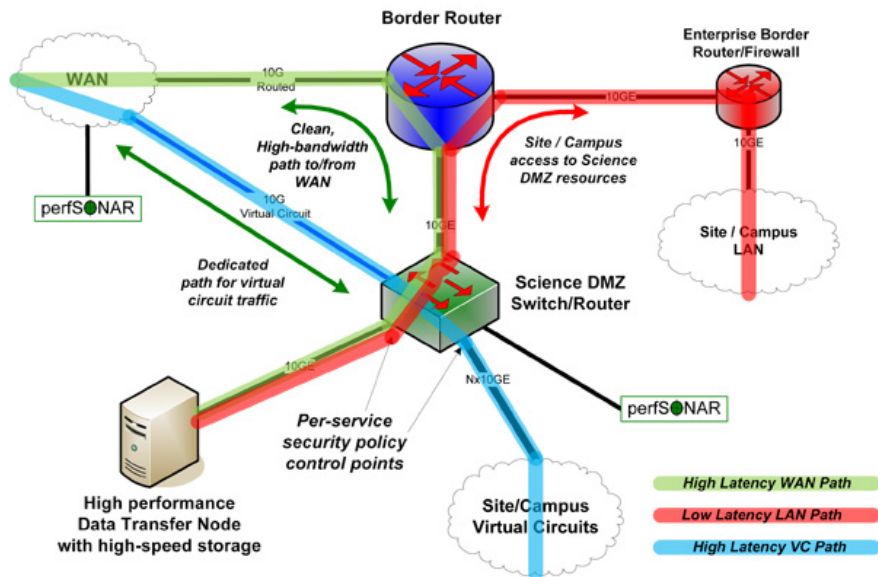 Border Router
Enterprise Border
Router/Firewall
WAN
10G
Routed
10GE
10GE
Clean,
High-bandwidth
path to/from
WAN
Site / Campus
access to Science
DMZ resources
perfSONAR
10G
Virtual Circuit
10GE
Site / Campus
LAN
Dedicated
path for virtual
circuit traffic
Science DMZ
Switch/Router
10GE
Nx10GE
perfSONAR
Per-service
security policy
control points
High performance
Data Transfer Node
with high-speed storage
Site/Campus
Virtual Circuits
High Latency WAN Path
Low Latency LAN Path
High Latency VC Path